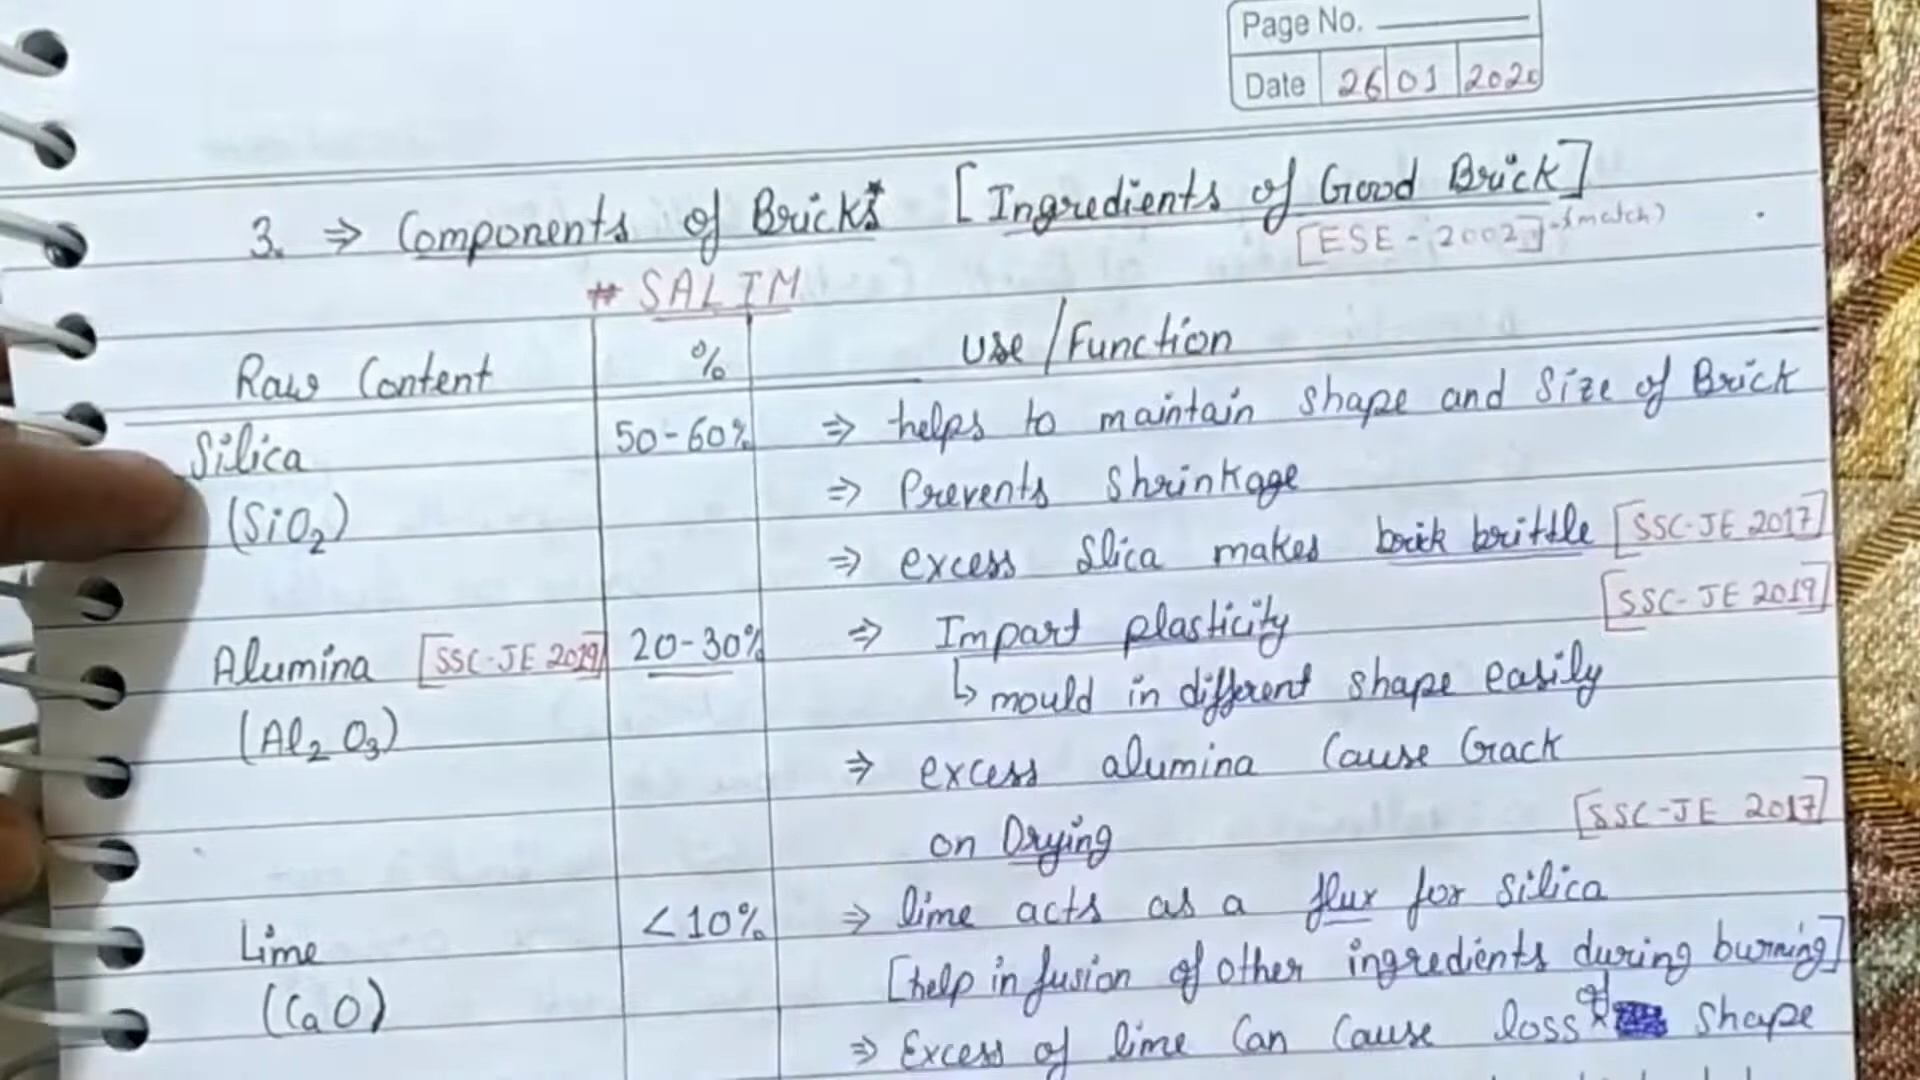 Page No.
Date 26 01 2020
3. ⇒ Components of Bricks* [Ingredients of Good Brick]
[ESE - 2002] (match)
# SALIM
Raw Content % Use/Function
Silica 50-60% ⇒ helps to maintain shape and Size of Brick
(SiO₂) ⇒ Prevents Shrinkage
⇒ excess Slica makes brick brittle [SSC-JE 2017]
[SSC-JE 2019]
Alumina [SSC-JE 2019] 20-30% ⇒ Impart plasticity
(Al₂O₃) ↳ mould in different shape easily
⇒ excess alumina Cause Crack
on Drying [SSC-JE 2017]
Lime <10% ⇒ lime acts as a flux for silica
(CaO) [help in fusion of other ingredients during burning]
⇒ Excess of lime Can Cause loss of shape